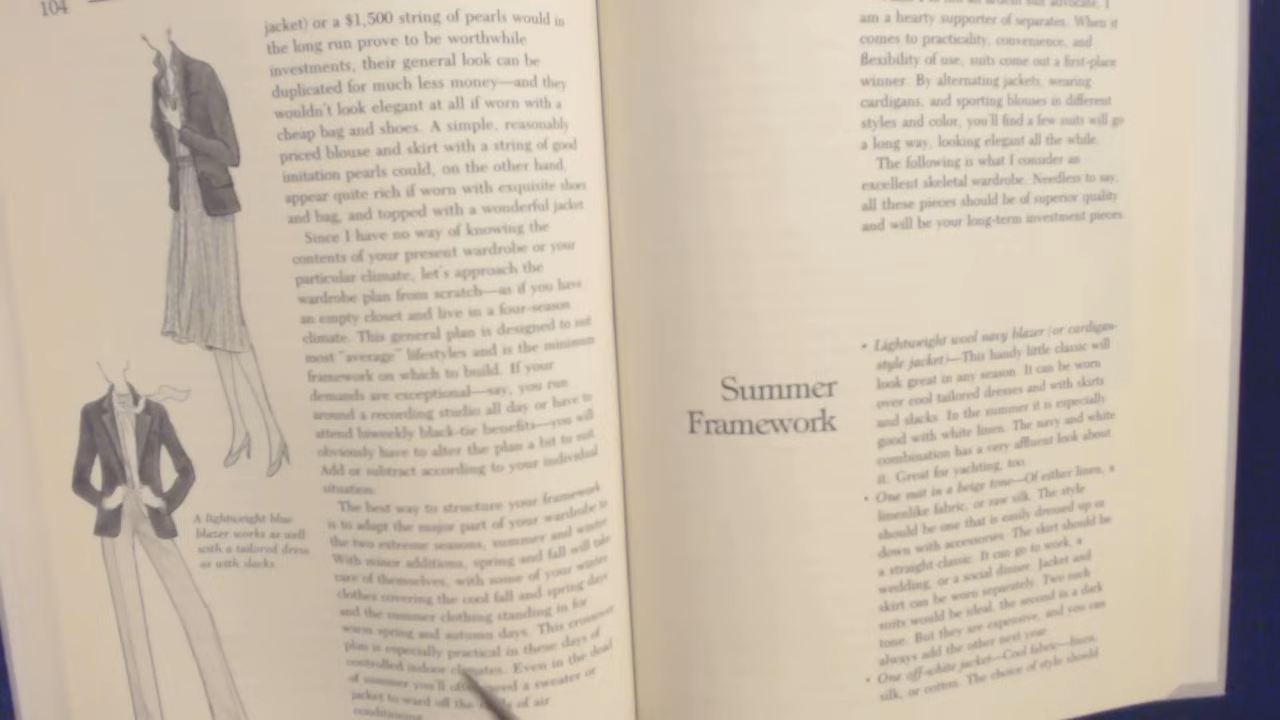 104
jacket) or a $1,500 string of pearls would in
the long run prove to be worthwhile
investments, their general look can be
duplicated for much less money—and they
wouldn't look elegant at all if worn with a
cheap bag and shoes. A simple, reasonably
priced blouse and skirt with a string of good
imitation pearls could, on the other hand,
appear quite rich if worn with exquisite shoes
and bag, and topped with a wonderful jacket
Since I have no way of knowing the
contents of your present wardrobe or your
particular climate, let's approach the
wardrobe plan from scratch—as if you have
an empty closet and live in a four-season
climate. This general plan is designed to suit
most "average" lifestyles and is the minimum
framework on which to build. If your
demands are exceptional—say, you run
around a recording studio all day or have to
attend biweekly black-tie benefits—you will
obviously have to alter the plan a bit to suit.
Add or subtract according to your individual
situation.
The best way to structure your framework
is to adapt the major part of your wardrobe to
the two extreme seasons, summer and winter.
With minor additions, spring and fall will take
care of themselves, with some of your winter
clothes covering the cool fall and spring days
and the summer clothing standing in for
warm spring and autumn days. This crossover
plan is especially practical in these days of
controlled indoor climates. Even in the dead
of summer you'll often need a sweater or
jacket to ward off the of air
conditioning.
A lightweight blue
blazer works as well
with a tailored dress
as with slacks.
suit advocate, I
am a hearty supporter of separates. When it
comes to practicality, convenience, and
flexibility of use, suits come out a first-place
winner. By alternating jackets, wearing
cardigans, and sporting blouses in different
styles and color, you'll find a few suits will go
a long way, looking elegant all the while.
The following is what I consider an
excellent skeletal wardrobe. Needless to say,
all these pieces should be of superior quality
and will be your long-term investment pieces.
Summer
Framework
• Lightweight wool navy blazer (or cardigan-
style jacket)—This handy little classic will
look great in any season. It can be worn
over cool tailored dresses and with skirts
and slacks. In the summer it is especially
good with white linen. The navy and white
combination has a very affluent look about
it. Great for yachting, too.
• One suit in a beige tone—Of either linen, a
linenlike fabric, or raw silk. The style
should be one that is easily dressed up or
down with accessories. The skirt should be
a straight classic. It can go to work, a
wedding, or a social dinner. Jacket and
skirt can be worn separately. Two such
suits would be ideal, the second in a dark
tone. But they are expensive, and you can
always add the other next year.
• One off-white jacket—Cool fabric—linen,
silk, or cotton. The choice of style should